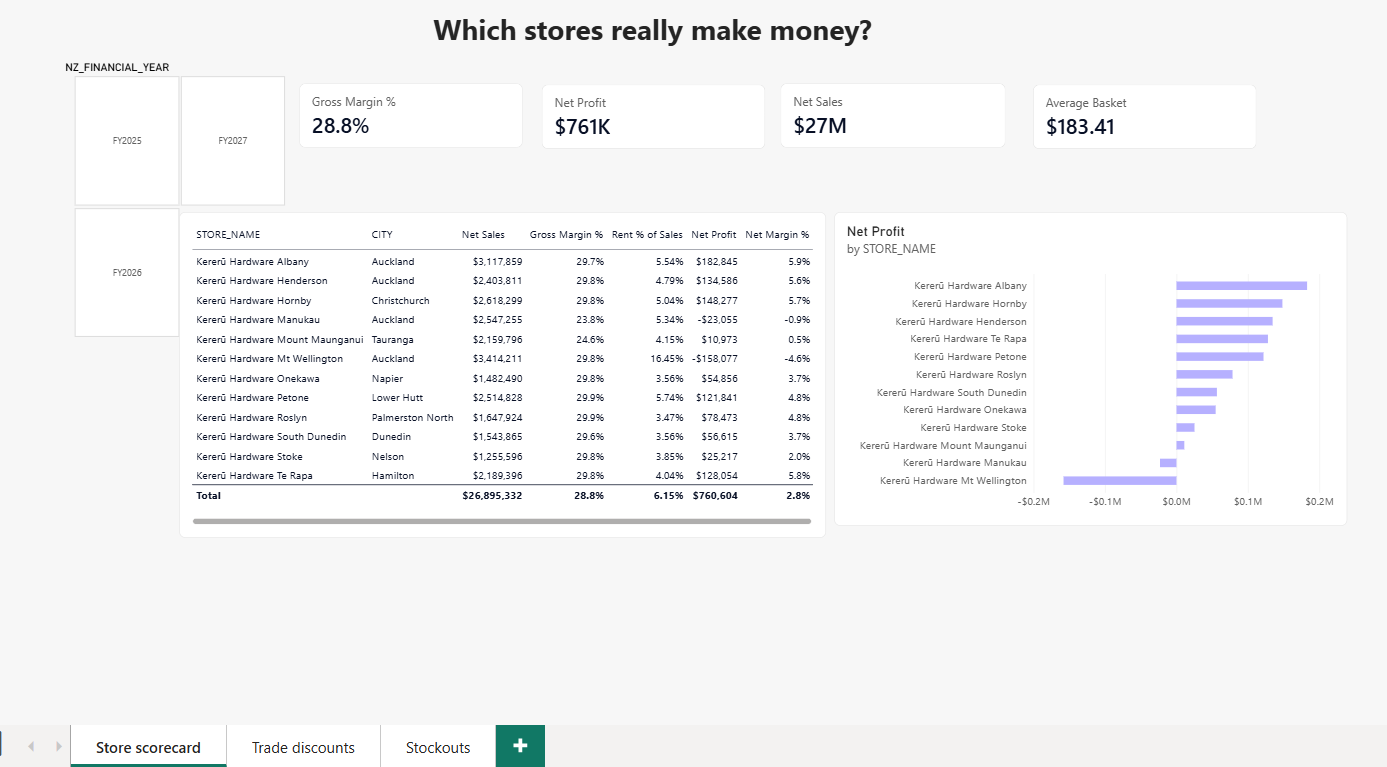 Which stores really make money?
NZ_FINANCIAL_YEAR
FY2025
FY2027
FY2026
Gross Margin %
28.8%
Net Profit
$761K
Net Sales
$27M
Average Basket
$183.41
STORE_NAME CITY Net Sales Gross Margin % Rent % of Sales Net Profit Net Margin %
Kererū Hardware Albany Auckland $3,117,859 29.7% 5.54% $182,845 5.9%
Kererū Hardware Henderson Auckland $2,403,811 29.8% 4.79% $134,586 5.6%
Kererū Hardware Hornby Christchurch $2,618,299 29.8% 5.04% $148,277 5.7%
Kererū Hardware Manukau Auckland $2,547,255 23.8% 5.34% -$23,055 -0.9%
Kererū Hardware Mount Maunganui Tauranga $2,159,796 24.6% 4.15% $10,973 0.5%
Kererū Hardware Mt Wellington Auckland $3,414,211 29.8% 16.45% -$158,077 -4.6%
Kererū Hardware Onekawa Napier $1,482,490 29.8% 3.56% $54,856 3.7%
Kererū Hardware Petone Lower Hutt $2,514,828 29.9% 5.74% $121,841 4.8%
Kererū Hardware Roslyn Palmerston North $1,647,924 29.9% 3.47% $78,473 4.8%
Kererū Hardware South Dunedin Dunedin $1,543,865 29.6% 3.56% $56,615 3.7%
Kererū Hardware Stoke Nelson $1,255,596 29.8% 3.85% $25,217 2.0%
Kererū Hardware Te Rapa Hamilton $2,189,396 29.8% 4.04% $128,054 5.8%
Total $26,895,332 28.8% 6.15% $760,604 2.8%
Net Profit
by STORE_NAME
Kererū Hardware Albany
Kererū Hardware Hornby
Kererū Hardware Henderson
Kererū Hardware Te Rapa
Kererū Hardware Petone
Kererū Hardware Roslyn
Kererū Hardware South Dunedin
Kererū Hardware Onekawa
Kererū Hardware Stoke
Kererū Hardware Mount Maunganui
Kererū Hardware Manukau
Kererū Hardware Mt Wellington
-$0.2M -$0.1M $0.0M $0.1M $0.2M
Store scorecard Trade discounts Stockouts +